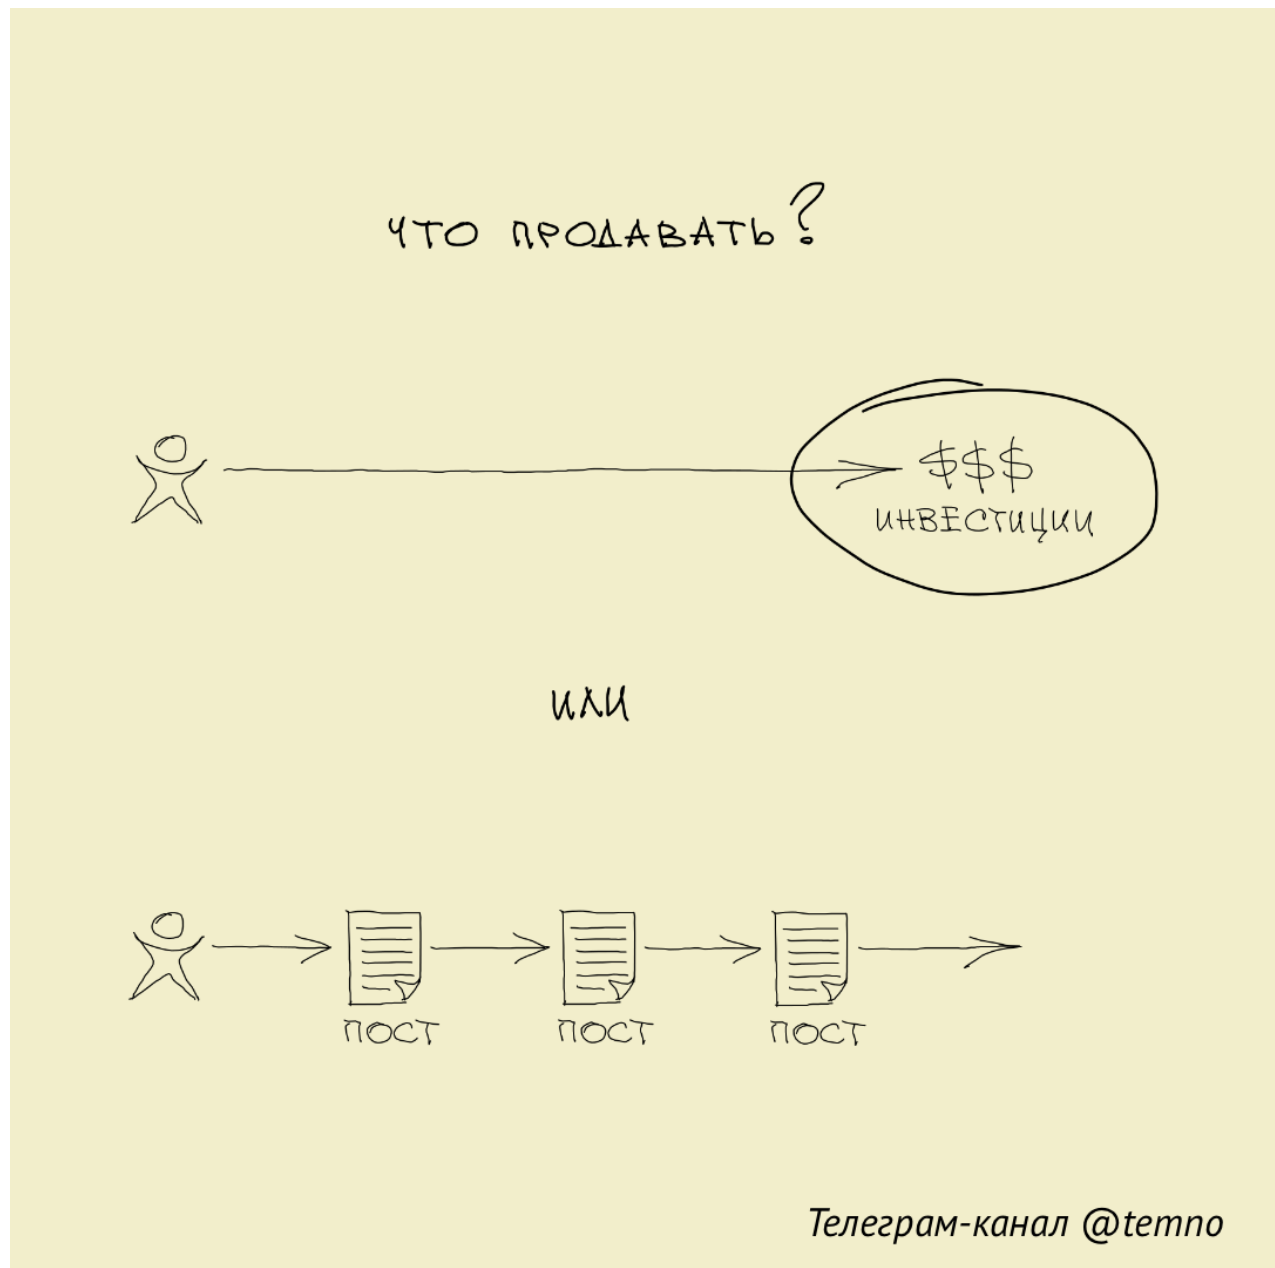 ЧТО ПРОДАВАТЬ?
$$$
ИНВЕСТИЦИИ
ИЛИ
ПОСТ ПОСТ ПОСТ
Телеграм-канал @temno